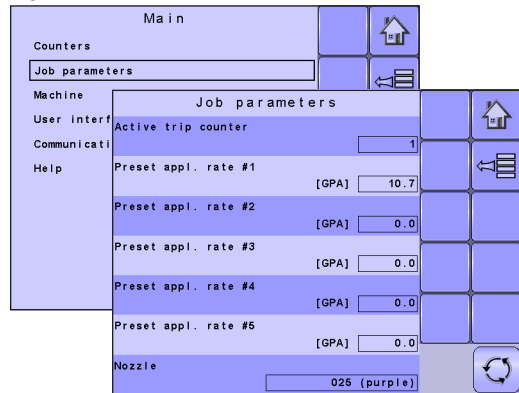 Main
Counters
Job parameters
Machine
User interf
Communicati
Help
Job parameters
Active trip counter
1
Preset appl. rate #1
[GPA] 10.7
Preset appl. rate #2
[GPA] 0.0
Preset appl. rate #3
[GPA] 0.0
Preset appl. rate #4
[GPA] 0.0
Preset appl. rate #5
[GPA] 0.0
Nozzle
025 (purple)